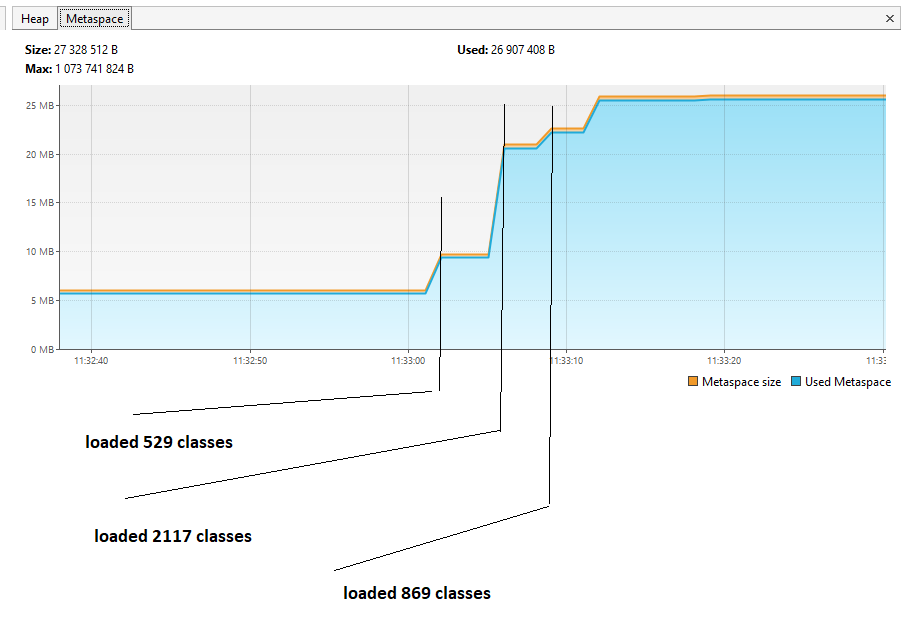 Heap Metaspace ×
Size: 27 328 512 B Used: 26 907 408 B
Max: 1 073 741 824 B
25 MB
20 MB
15 MB
10 MB
5 MB
0 MB
11:32:40 11:32:50 11:33:00 11:33:10 11:33:20 11:33:
Metaspace size Used Metaspace
loaded 529 classes
loaded 2117 classes
loaded 869 classes